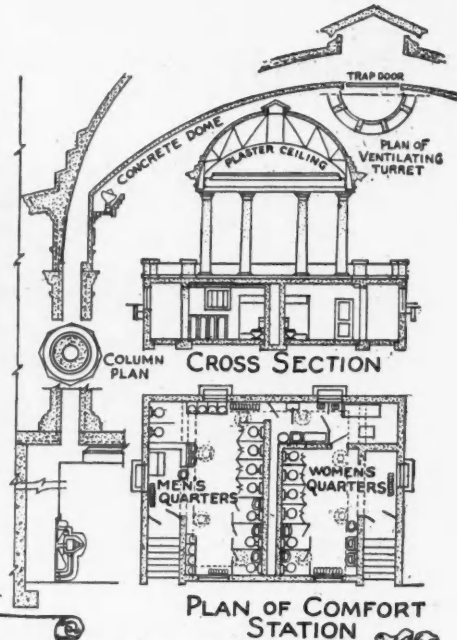 TRAP DOOR
PLAN OF
VENTILATING
TURRET
CONCRETE DOME
PLASTER CEILING
COLUMN
PLAN
CROSS SECTION
MEN'S
QUARTERS
WOMEN'S
QUARTERS
PLAN OF COMFORT
STATION